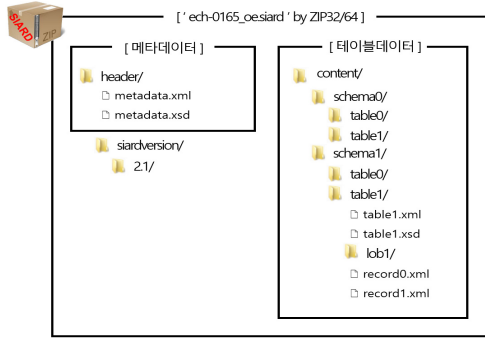 SIARD
ZIP
[ ' ech-0165_oe.siard ' by ZIP32/64 ]
[ 메타데이터 ]
header/
metadata.xml
metadata.xsd
siardversion/
2.1/
[ 테이블데이터 ]
content/
schema0/
table0/
table1/
schema1/
table0/
table1/
table1.xml
table1.xsd
lob1/
record0.xml
record1.xml